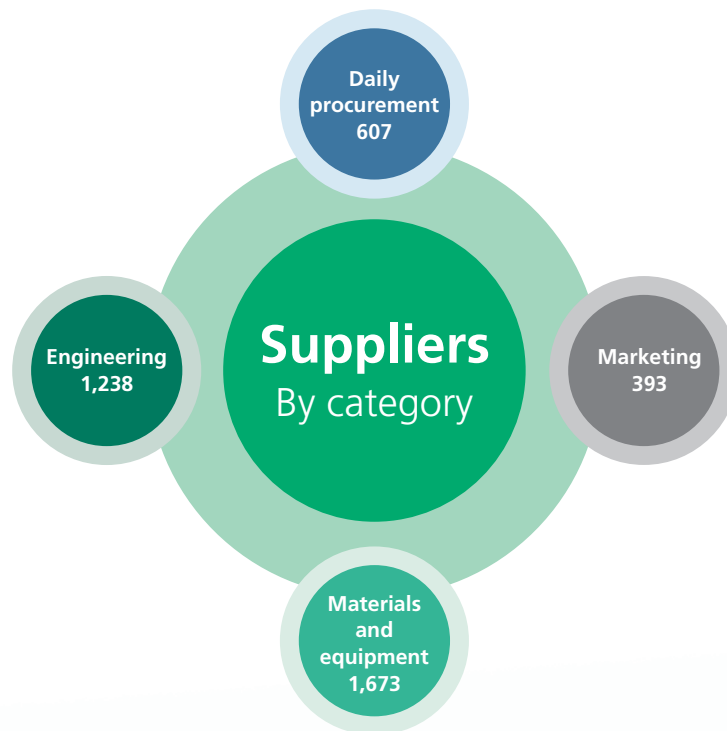 Daily
procurement
607
Suppliers
By category
Engineering
1,238
Marketing
393
Materials
and
equipment
1,673